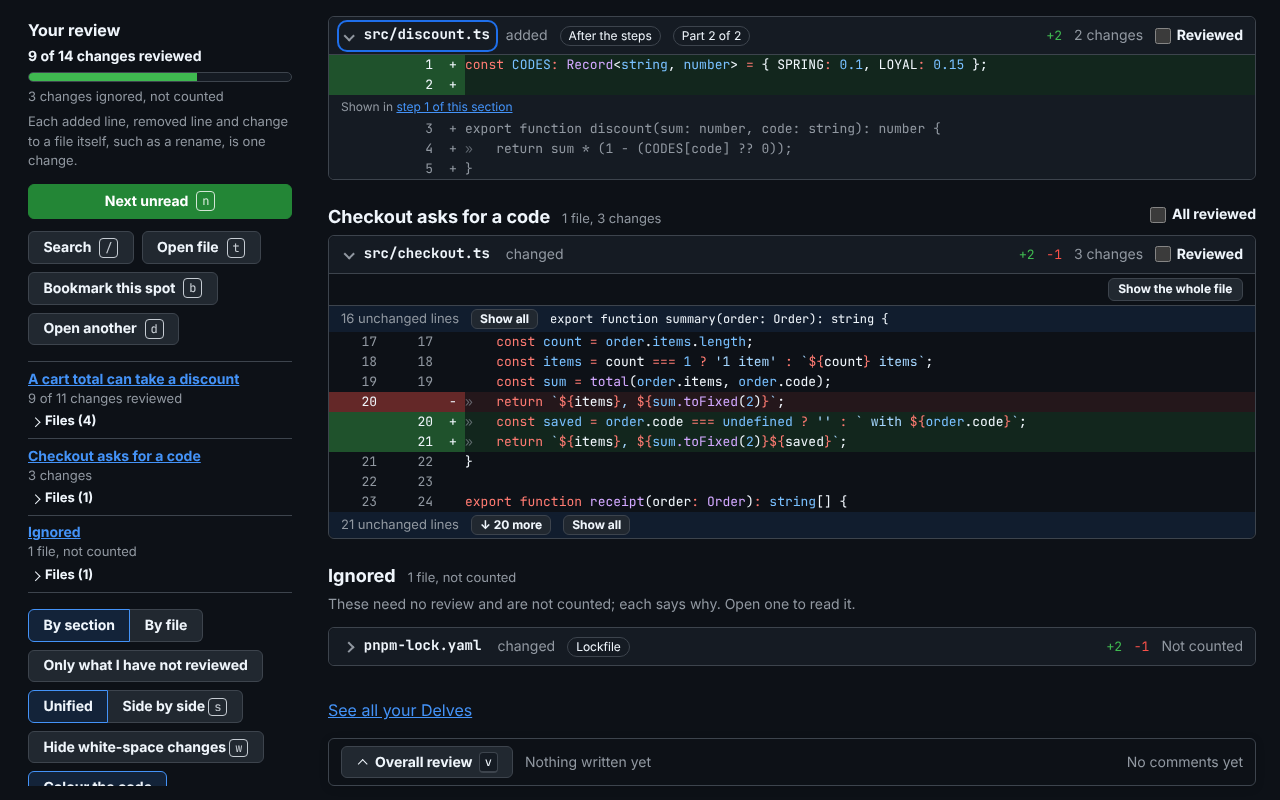 Your review
9 of 14 changes reviewed
3 changes ignored, not counted
Each added line, removed line and change
to a file itself, such as a rename, is one
change.
Next unread n
Search / Open file t
Bookmark this spot b
Open another d
A cart total can take a discount
9 of 11 changes reviewed
Files (4)
Checkout asks for a code
3 changes
Files (1)
Ignored
1 file, not counted
Files (1)
By section By file
Only what I have not reviewed
Unified Side by side s
Hide white-space changes w
Colour the code
src/discount.ts added After the steps Part 2 of 2 +2 2 changes Reviewed
1 + const CODES: Record<string, number> = { SPRING: 0.1, LOYAL: 0.15 };
2 +
Shown in step 1 of this section
3 + export function discount(sum: number, code: string): number {
4 + » return sum * (1 - (CODES[code] ?? 0));
5 + }
Checkout asks for a code 1 file, 3 changes All reviewed
src/checkout.ts changed +2 -1 3 changes Reviewed
Show the whole file
16 unchanged lines Show all export function summary(order: Order): string {
17 17 const count = order.items.length;
18 18 const items = count === 1 ? '1 item' : `${count} items`;
19 19 const sum = total(order.items, order.code);
20 - » return `${items}, ${sum.toFixed(2)}`;
20 + » const saved = order.code === undefined ? '' : ` with ${order.code}`;
21 + » return `${items}, ${sum.toFixed(2)}${saved}`;
21 22 }
22 23
23 24 export function receipt(order: Order): string[] {
21 unchanged lines ↓ 20 more Show all
Ignored 1 file, not counted
These need no review and are not counted; each says why. Open one to read it.
pnpm-lock.yaml changed Lockfile +2 -1 Not counted
See all your Delves
Overall review v Nothing written yet No comments yet